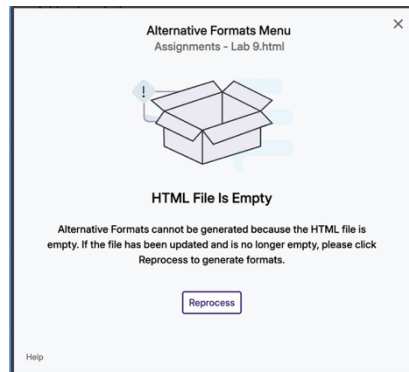 Alternative Formats Menu
Assignments - Lab 9.html
!
HTML File Is Empty
Alternative Formats cannot be generated because the HTML file is
empty. If the file has been updated and is no longer empty, please click
Reprocess to generate formats.
Reprocess
Help